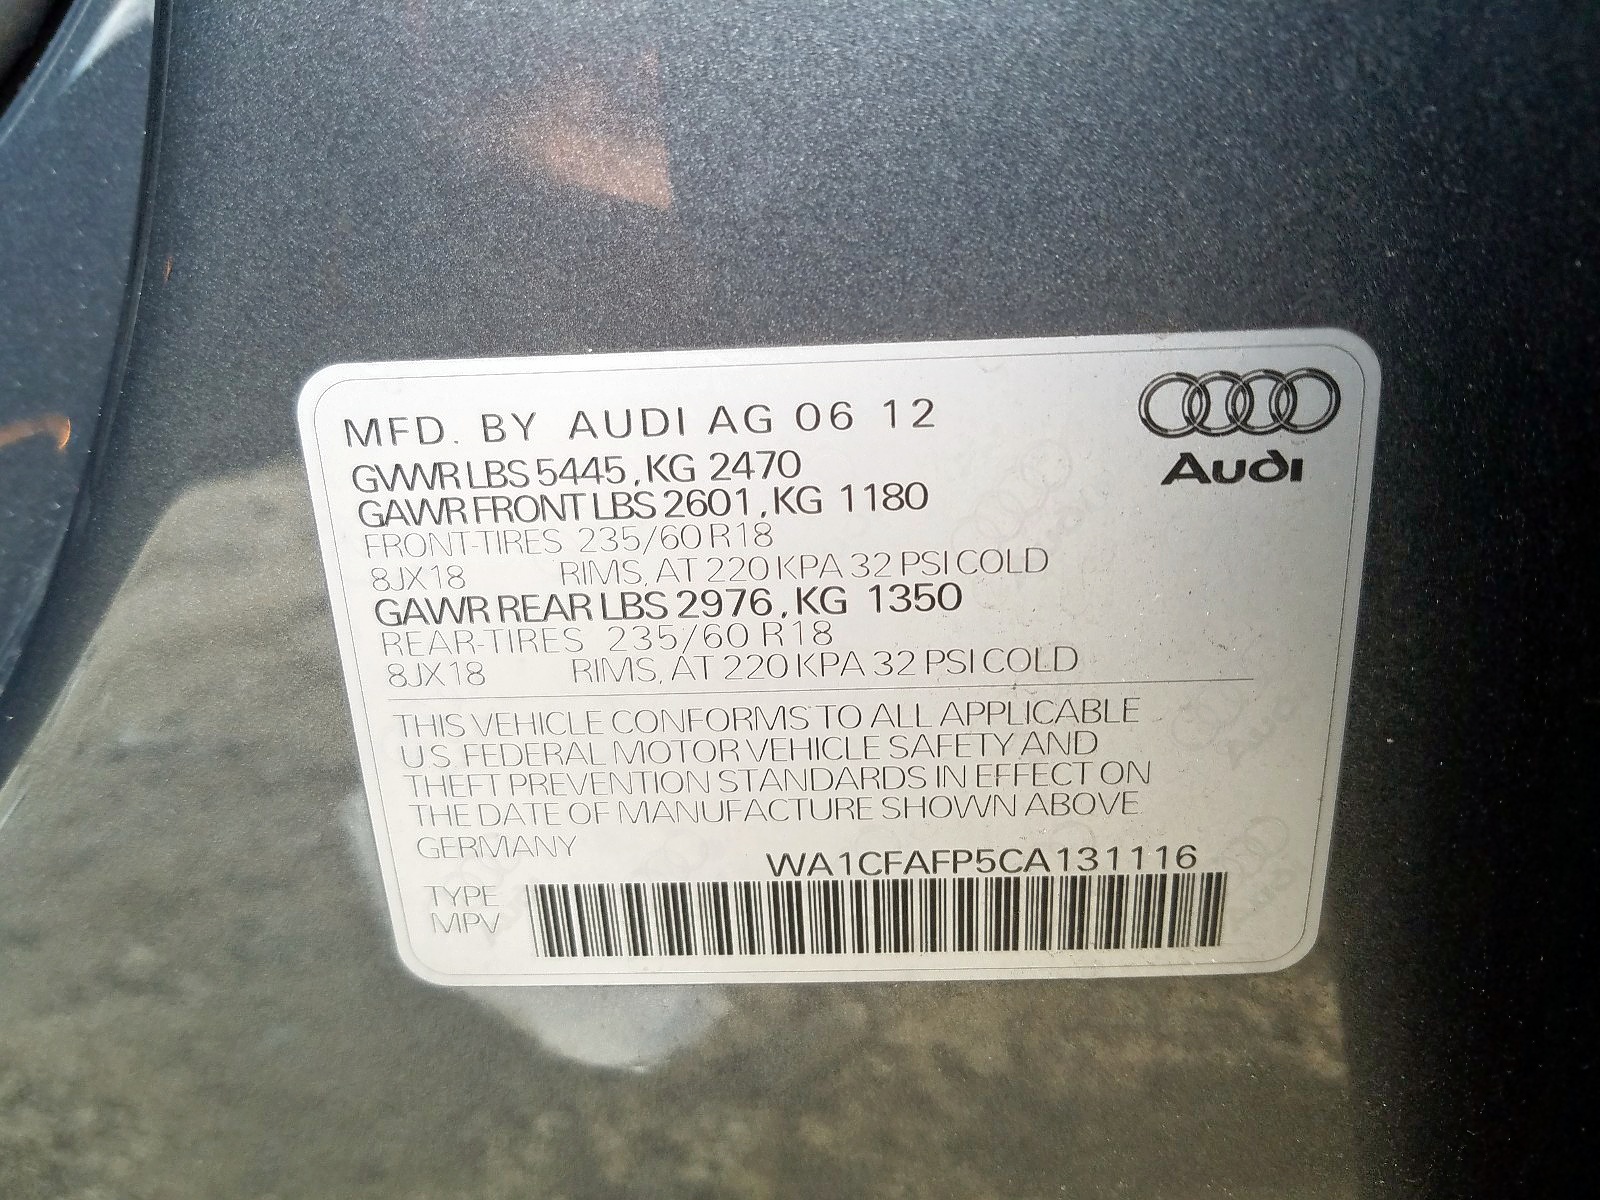 MFD. BY AUDI AG 06 12
Audi
GVWR LBS 5445, KG 2470
GAWR FRONT LBS 2601, KG 1180
FRONT-TIRES 235/60 R18
8JX18 RIMS, AT 220 KPA 32 PSI COLD
GAWR REAR LBS 2976, KG 1350
REAR-TIRES 235/60 R18
8JX18 RIMS, AT 220 KPA 32 PSI COLD
THIS VEHICLE CONFORMS TO ALL APPLICABLE
US FEDERAL MOTOR VEHICLE SAFETY AND
THEFT PREVENTION STANDARDS IN EFFECT ON
THE DATE OF MANUFACTURE SHOWN ABOVE
GERMANY
WA1CFAFP5CA131116
TYPE
MPV